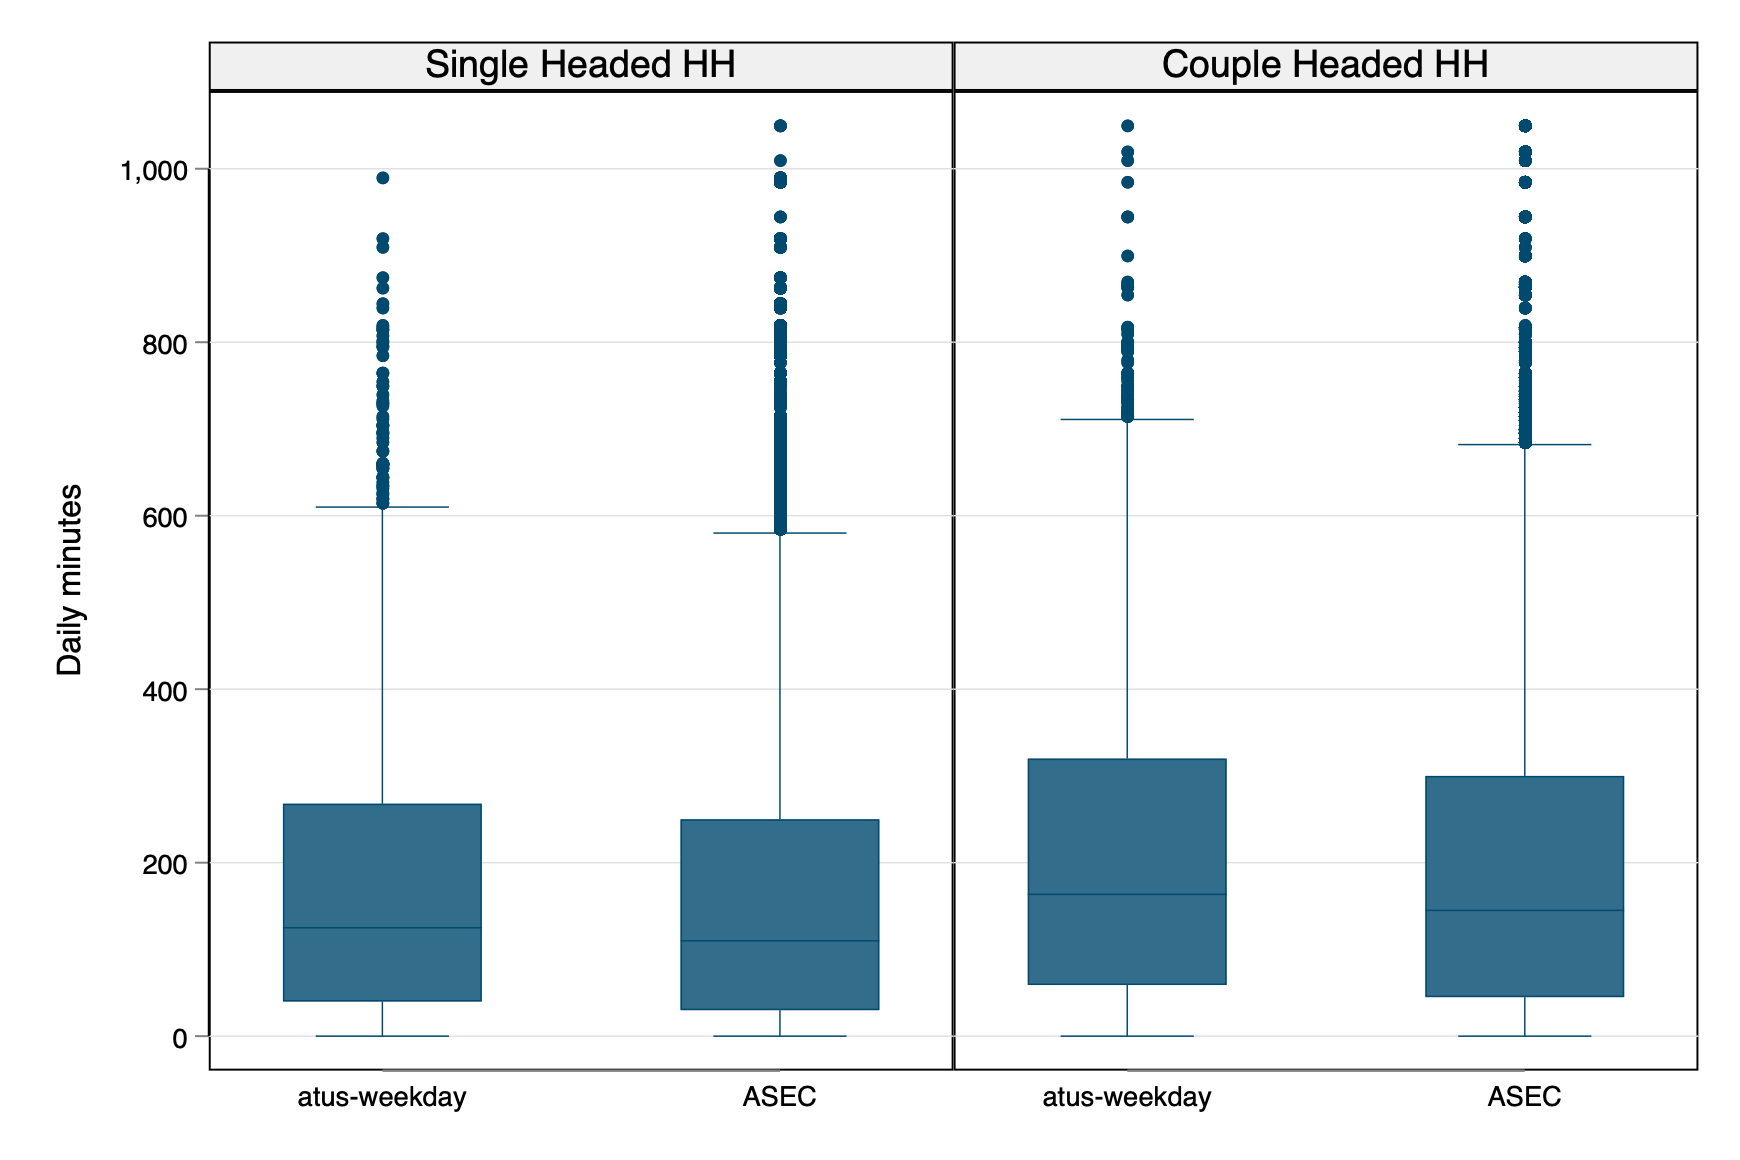 Single Headed HH
Couple Headed HH
Daily minutes
1,000
800
600
400
200
0
atus-weekday
ASEC
atus-weekday
ASEC